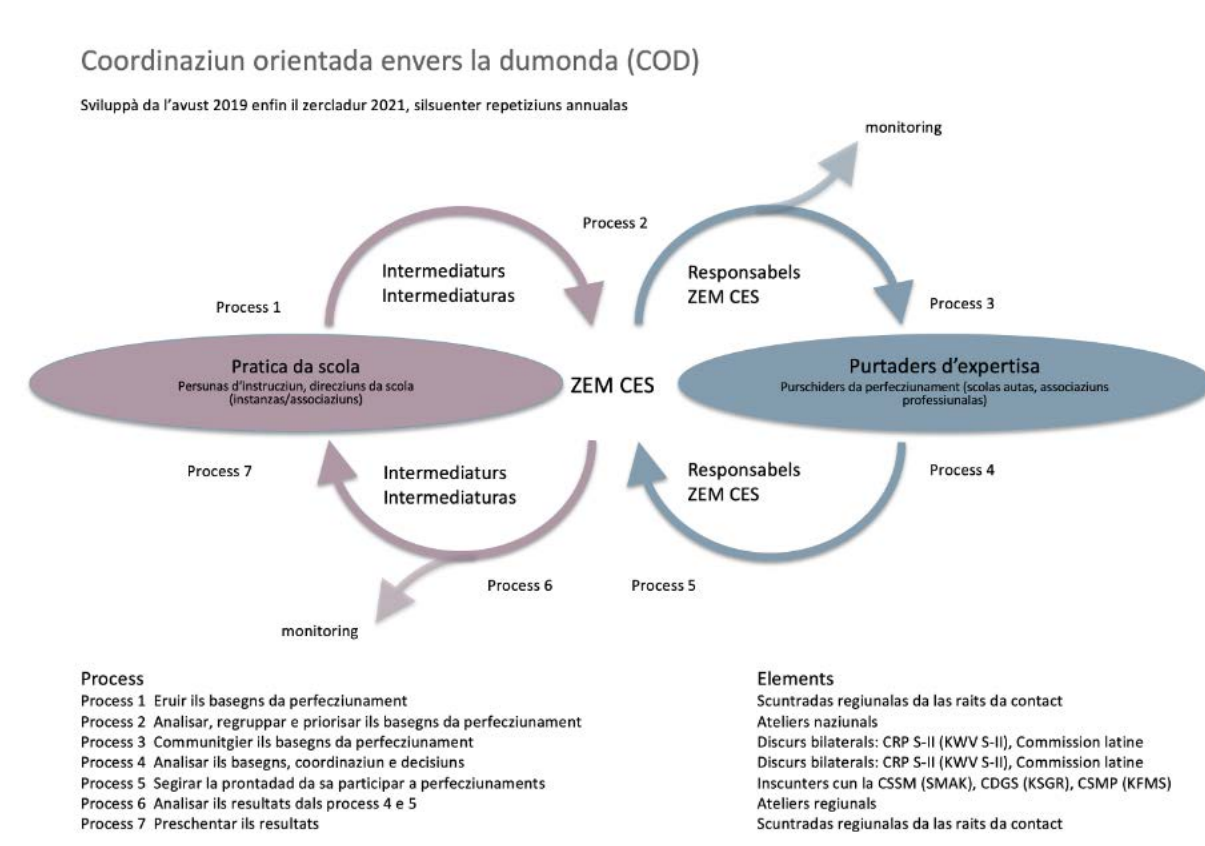 Coordinaziun orientada envers la dumonda (COD)
Sviluppà da l'avust 2019 enfin il zercladur 2021, silsuenter repetiziuns annualas
monitoring
Process 2
Intermediaturs
Intermediaturas
Responsabels
ZEM CES
Process 1
Process 3
Pratica da scola
Persunas d'instrucziun, direcziuns da scola
(instanzas/associaziuns)
ZEM CES
Purtaders d'expertisa
Purschiders da perfecziunament (scolas autas, associaziuns
professiunalas)
Process 7
Intermediaturs
Intermediaturas
Responsabels
ZEM CES
Process 4
Process 6
Process 5
monitoring
Process
Process 1 Eruir ils basegns da perfecziunament
Process 2 Analisar, regruppar e priorisar ils basegns da perfecziunament
Process 3 Communitgier ils basegns da perfecziunament
Process 4 Analisar ils basegns, coordinaziun e decisiuns
Process 5 Segirar la prontadad da sa participar a perfecziunaments
Process 6 Analisar ils resultats dals process 4 e 5
Process 7 Preschentar ils resultats
Elements
Scuntradas regiunalas da las raits da contact
Ateliers naziunals
Discurs bilaterals: CRP S-II (KWV S-II), Commission latine
Discurs bilaterals: CRP S-II (KWV S-II), Commission latine
Inscunters cun la CSSM (SMAK), CDGS (KSGR), CSMP (KFMS)
Ateliers regiunals
Scuntradas regiunalas da las raits da contact